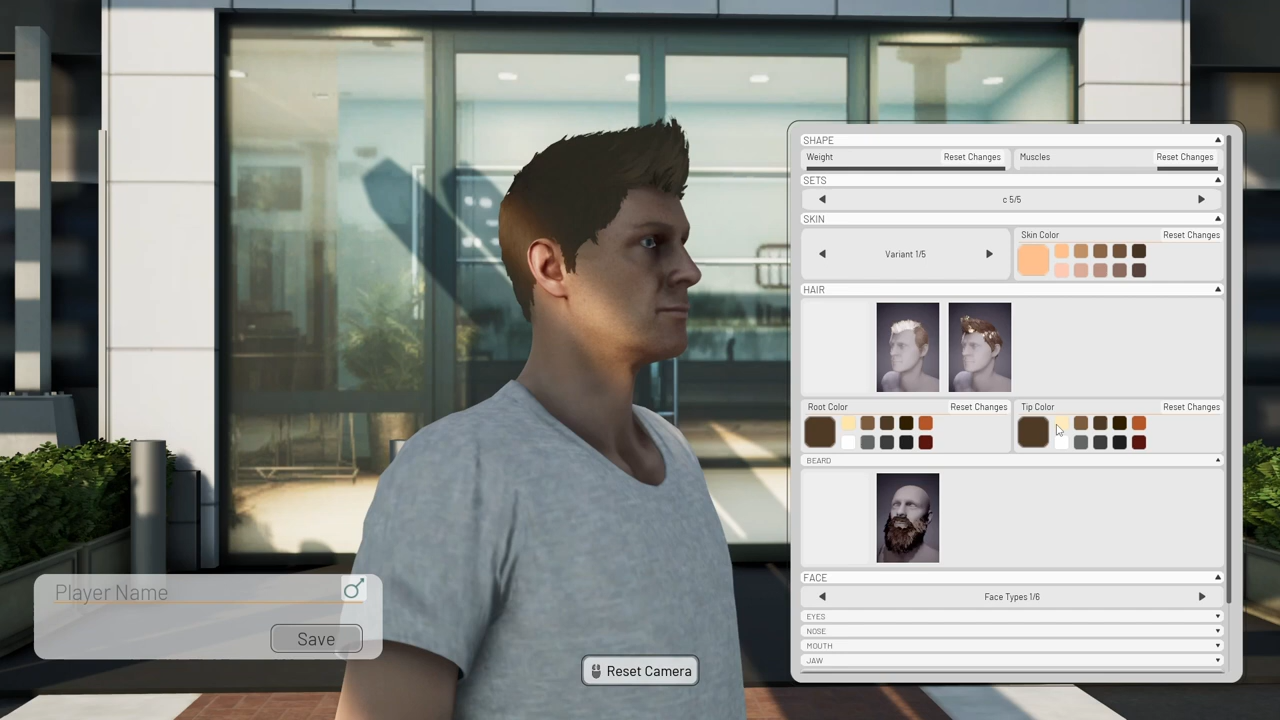 SHAPE
Weight Reset Changes Muscles Reset Changes
SETS
c 5/5
SKIN
Variant 1/5
Skin Color Reset Changes
HAIR
Root Color Reset Changes Tip Color Reset Changes
BEARD
FACE
Face Types 1/6
EYES
NOSE
MOUTH
JAW
Player Name
Save
Reset Camera